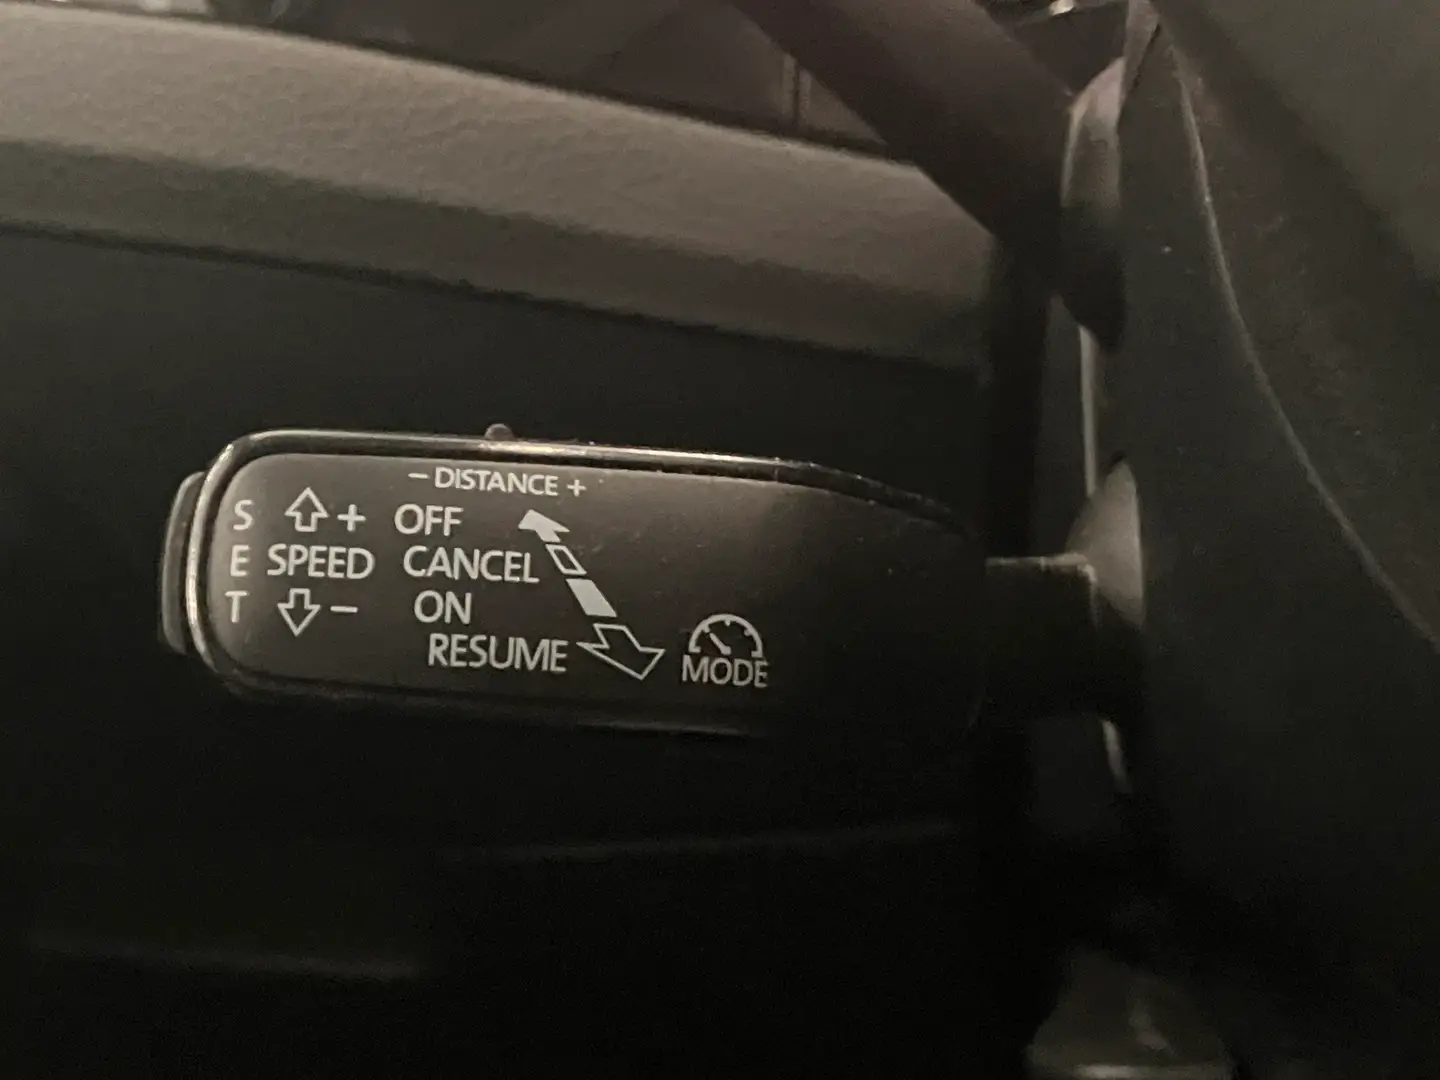 − DISTANCE +
S + OFF
E SPEED CANCEL
T − ON
RESUME
MODE